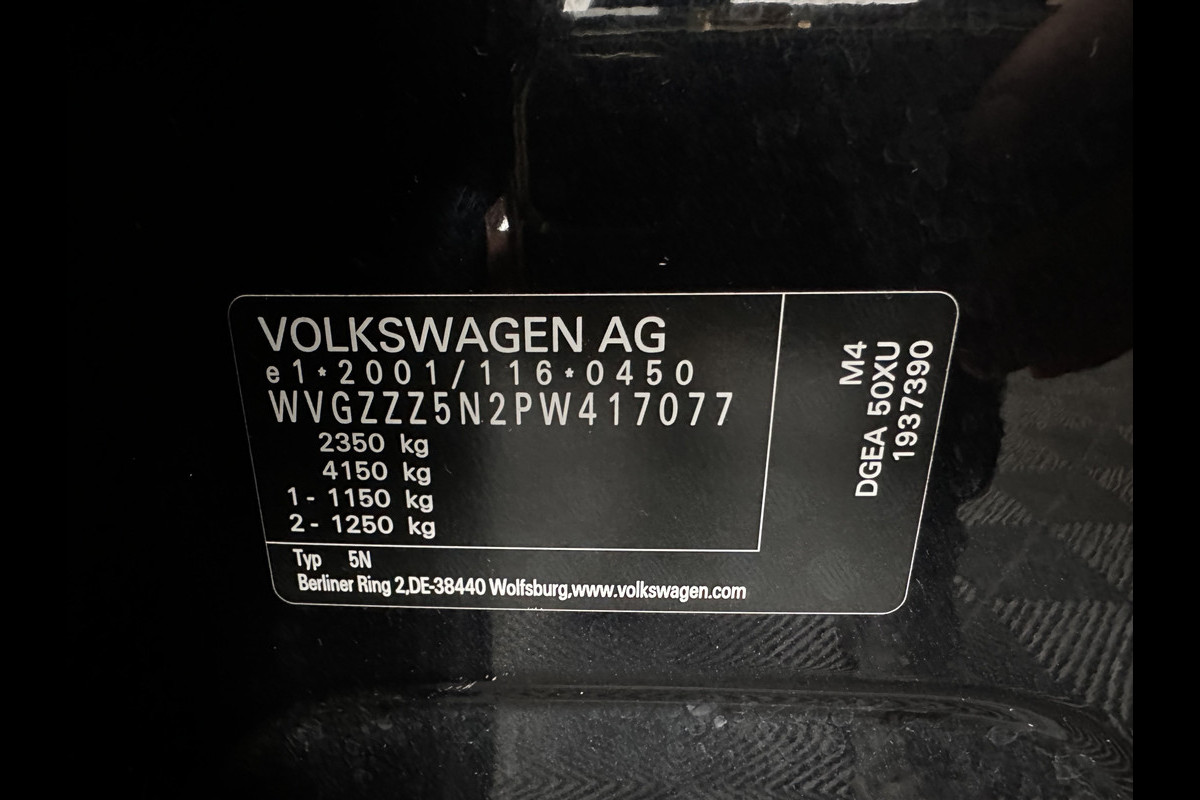 VOLKSWAGEN AG
e1*2001/116*0450
WVGZZZ5N2PW417077
2350 kg
4150 kg
1- 1150 kg
2- 1250 kg
Typ 5N
Berliner Ring 2,DE-38440 Wolfsburg,www.volkswagen.com
M4
DGEA 50XU
1937390